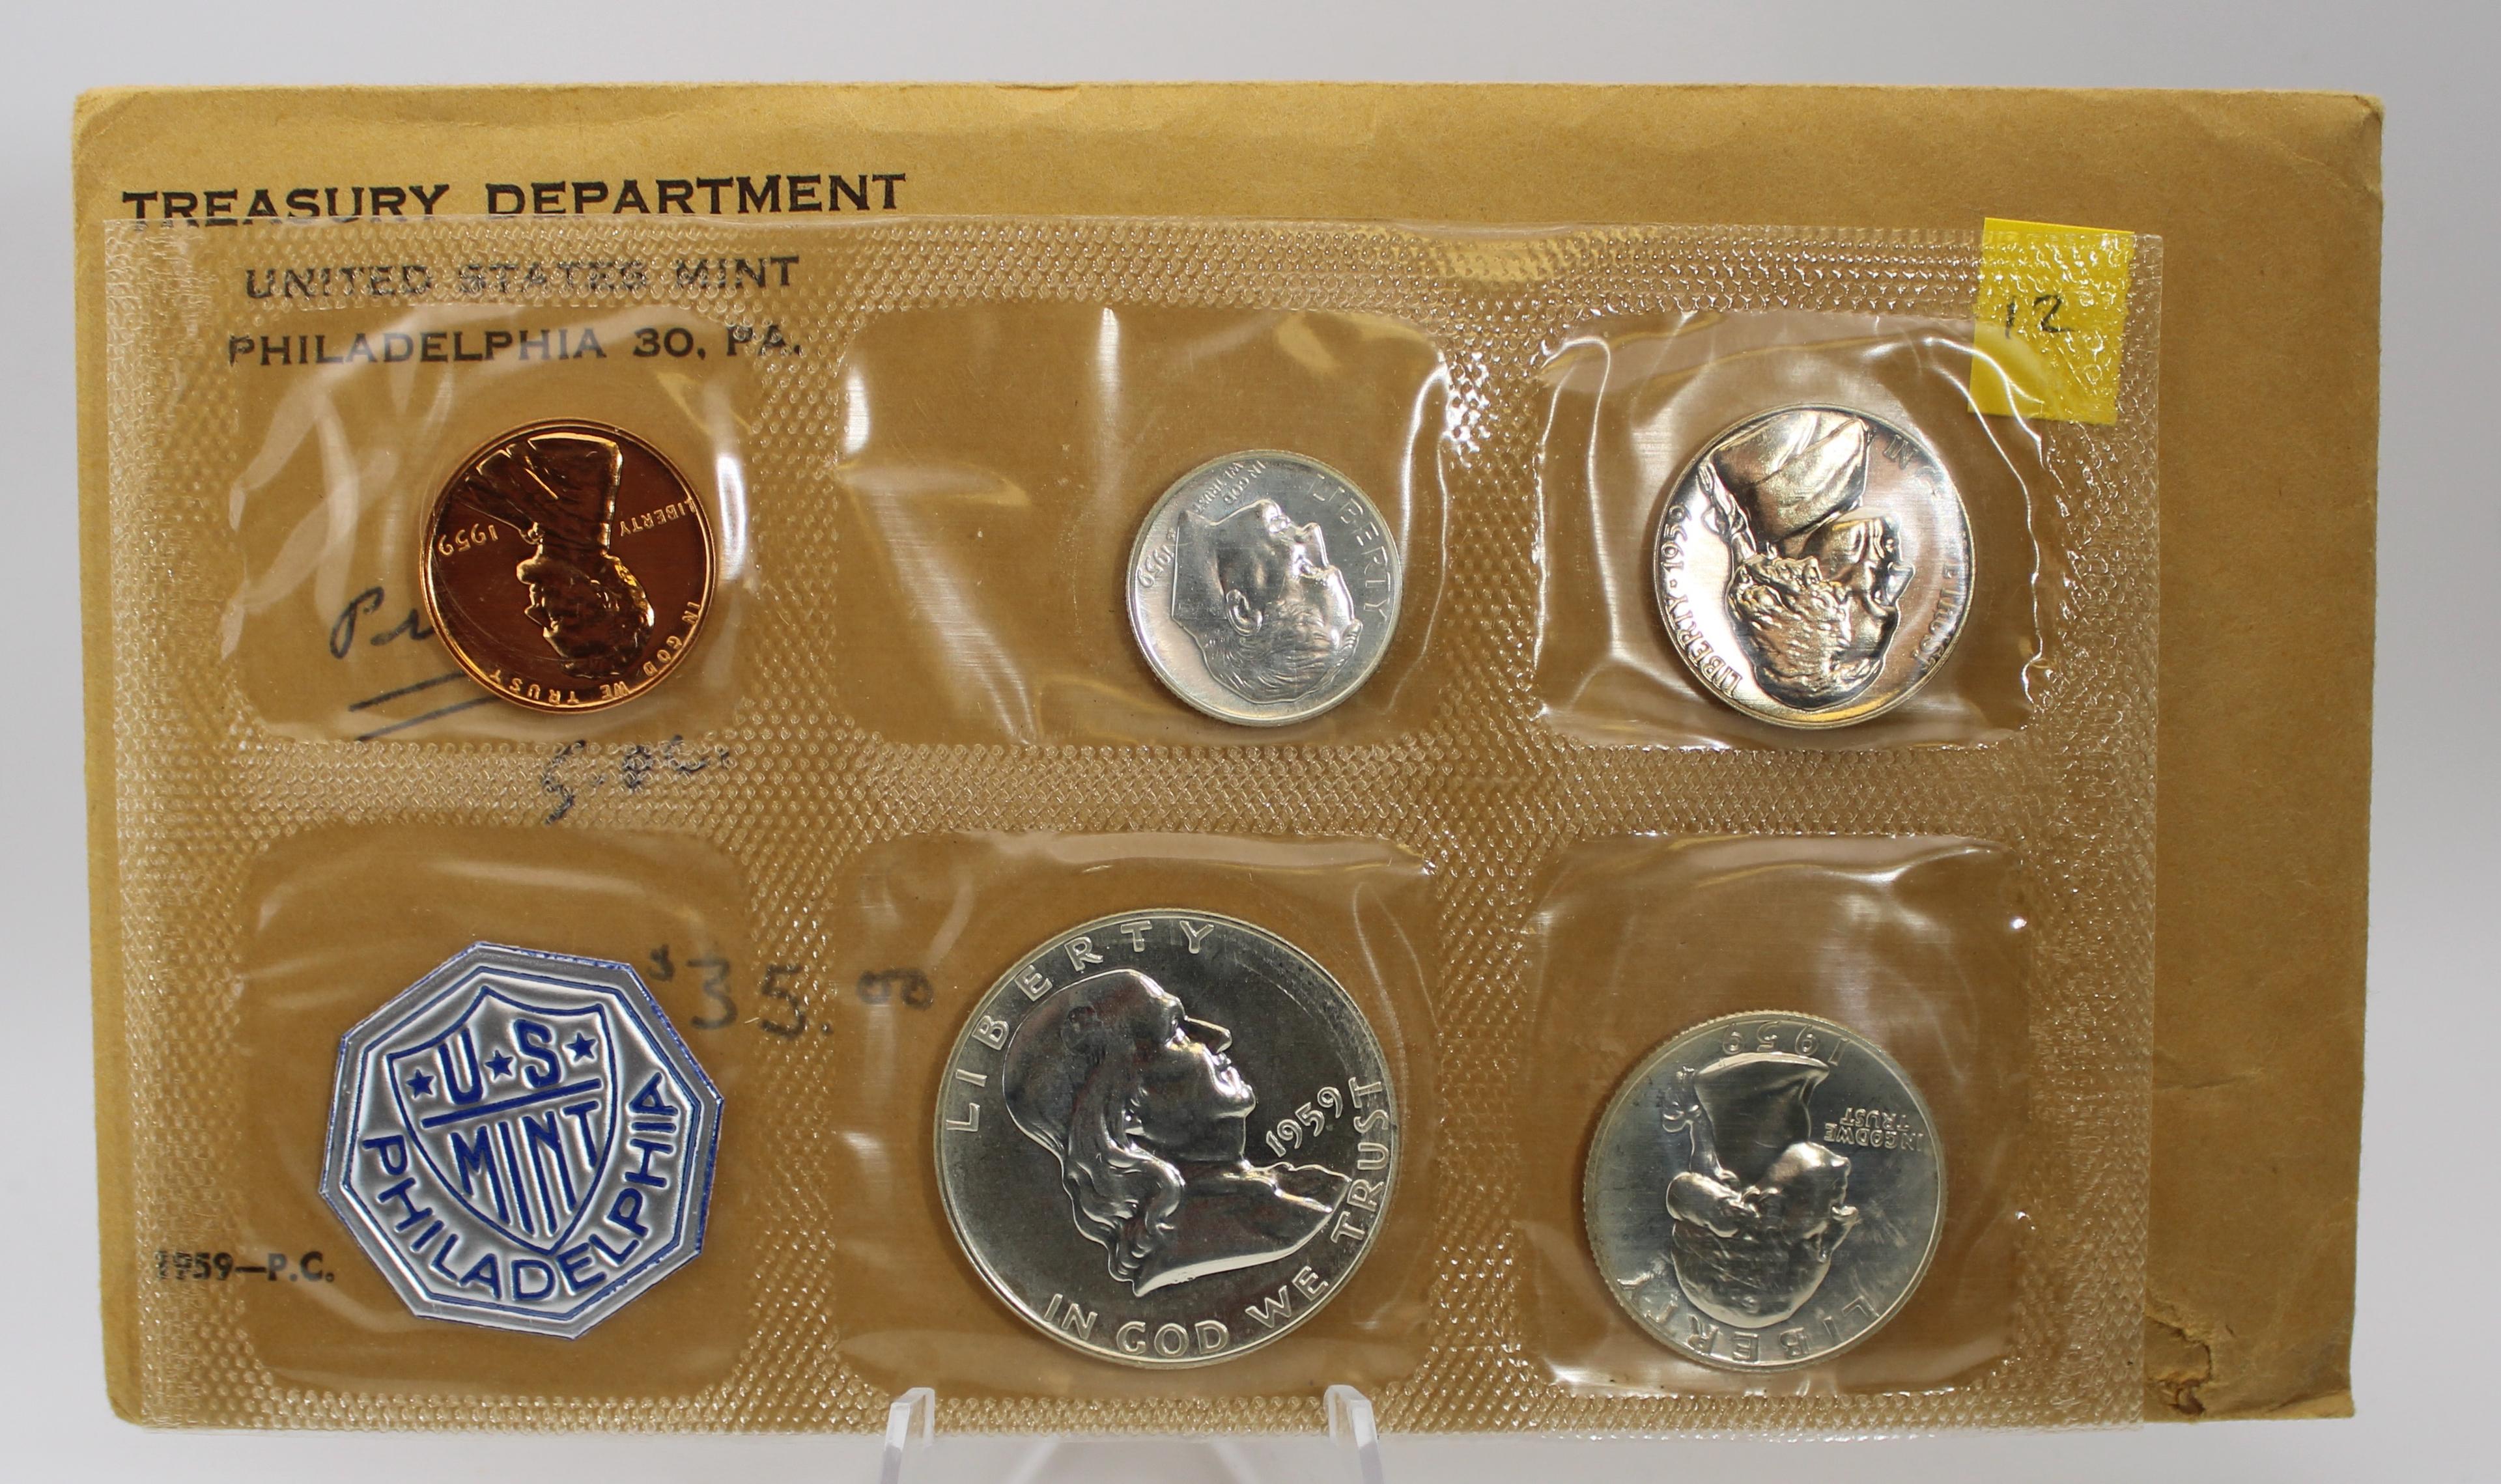 TREASURY DEPARTMENT
UNITED STATES MINT
PHILADELPHIA 30, PA.
12
LIBERTY
1959
IN GOD WE TRUST
LIBERTY
IN GOD
WE TRUST
1959
IN TRUST
LIBERTY · 1959
$35.00
U★S
MINT
PHILADELPHIA
1959—P.C.
LIBERTY
1959
IN GOD WE TRUST
1959
IN GOD WE
TRUST
LIBERTY